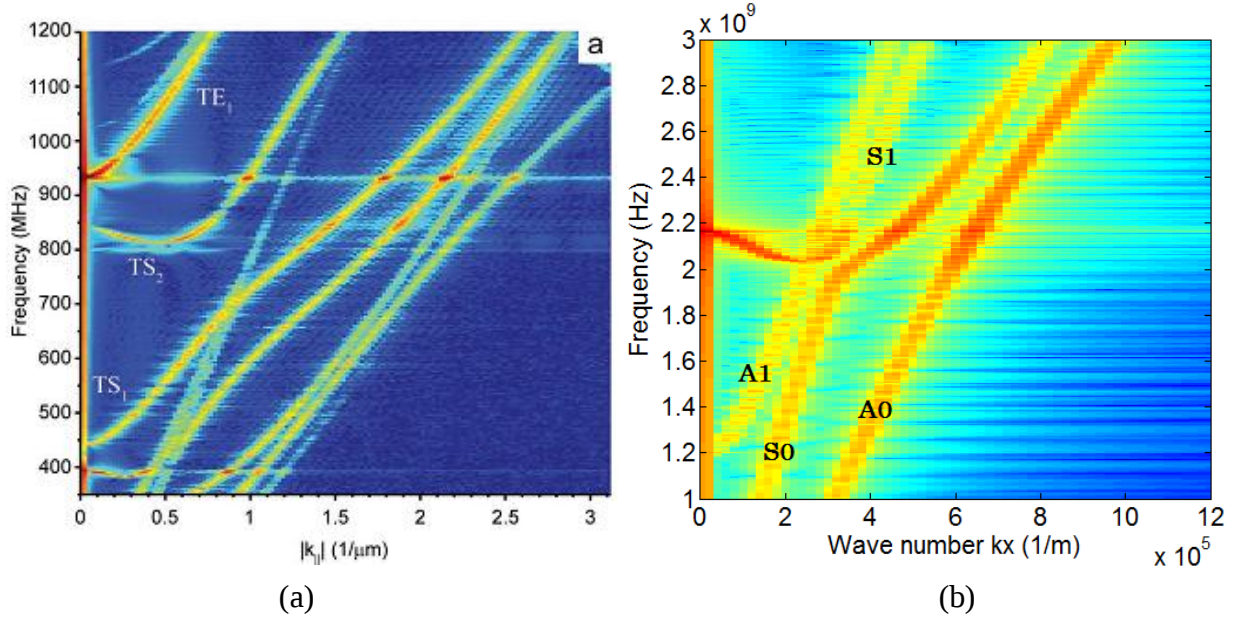 a
1200
1100
1000
900
800
700
600
500
400
Frequency (MHz)
TE1
TS2
TS1
0 0.5 1 1.5 2 2.5 3
|k||| (1/μm)
(a)
x 10^9
3
2.8
2.6
2.4
2.2
2
1.8
1.6
1.4
1.2
1
Frequency (Hz)
S1
A1
A0
S0
0 2 4 6 8 10 12
Wave number kx (1/m)
x 10^5
(b)